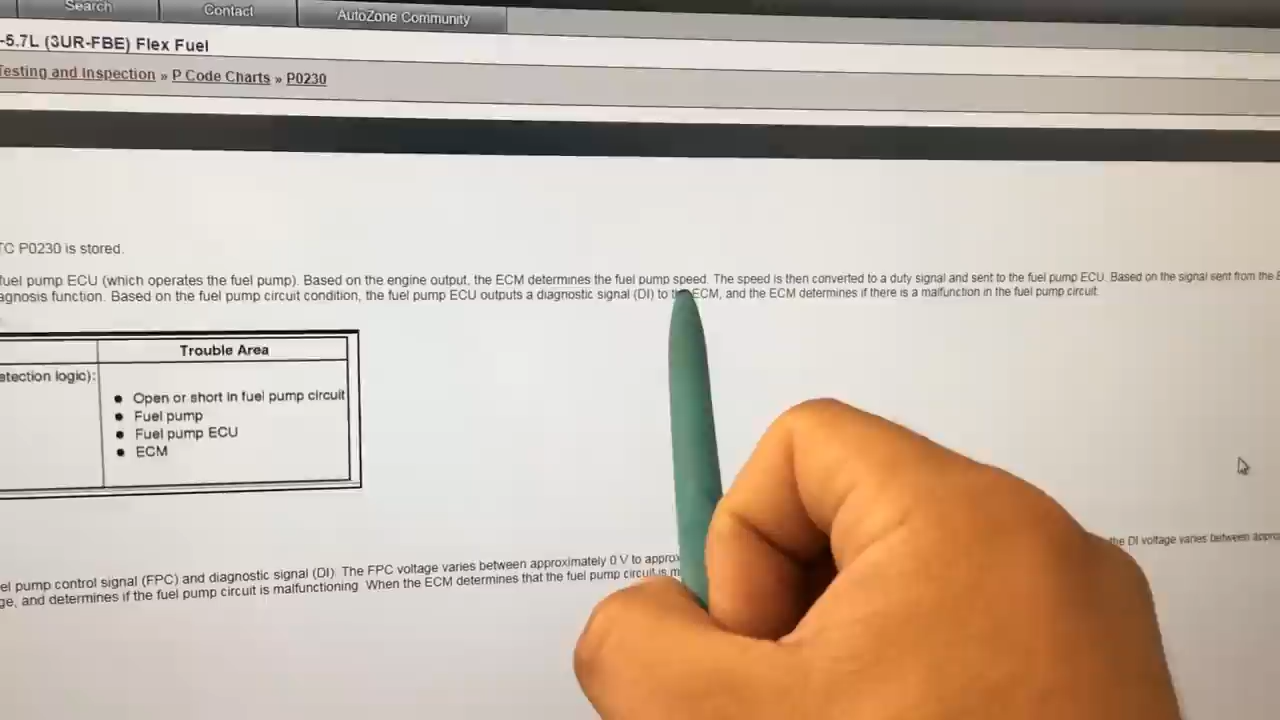 Search
Contact
AutoZone Community
-5.7L (3UR-FBE) Flex Fuel
Testing and Inspection » P Code Charts » P0230
TC P0230 is stored.
fuel pump ECU (which operates the fuel pump). Based on the engine output, the ECM determines the fuel pump speed. The speed is then converted to a duty signal and sent to the fuel pump ECU. Based on the signal sent from the E
agnosis function. Based on the fuel pump circuit condition, the fuel pump ECU outputs a diagnostic signal (DI) to the ECM, and the ECM determines if there is a malfunction in the fuel pump circuit.
Trouble Area
etection logic):
● Open or short in fuel pump circuit
● Fuel pump
● Fuel pump ECU
● ECM
el pump control signal (FPC) and diagnostic signal (DI). The FPC voltage varies between approximately 0 V to approx the DI voltage varies between appro
ge, and determines if the fuel pump circuit is malfunctioning. When the ECM determines that the fuel pump circuit is m